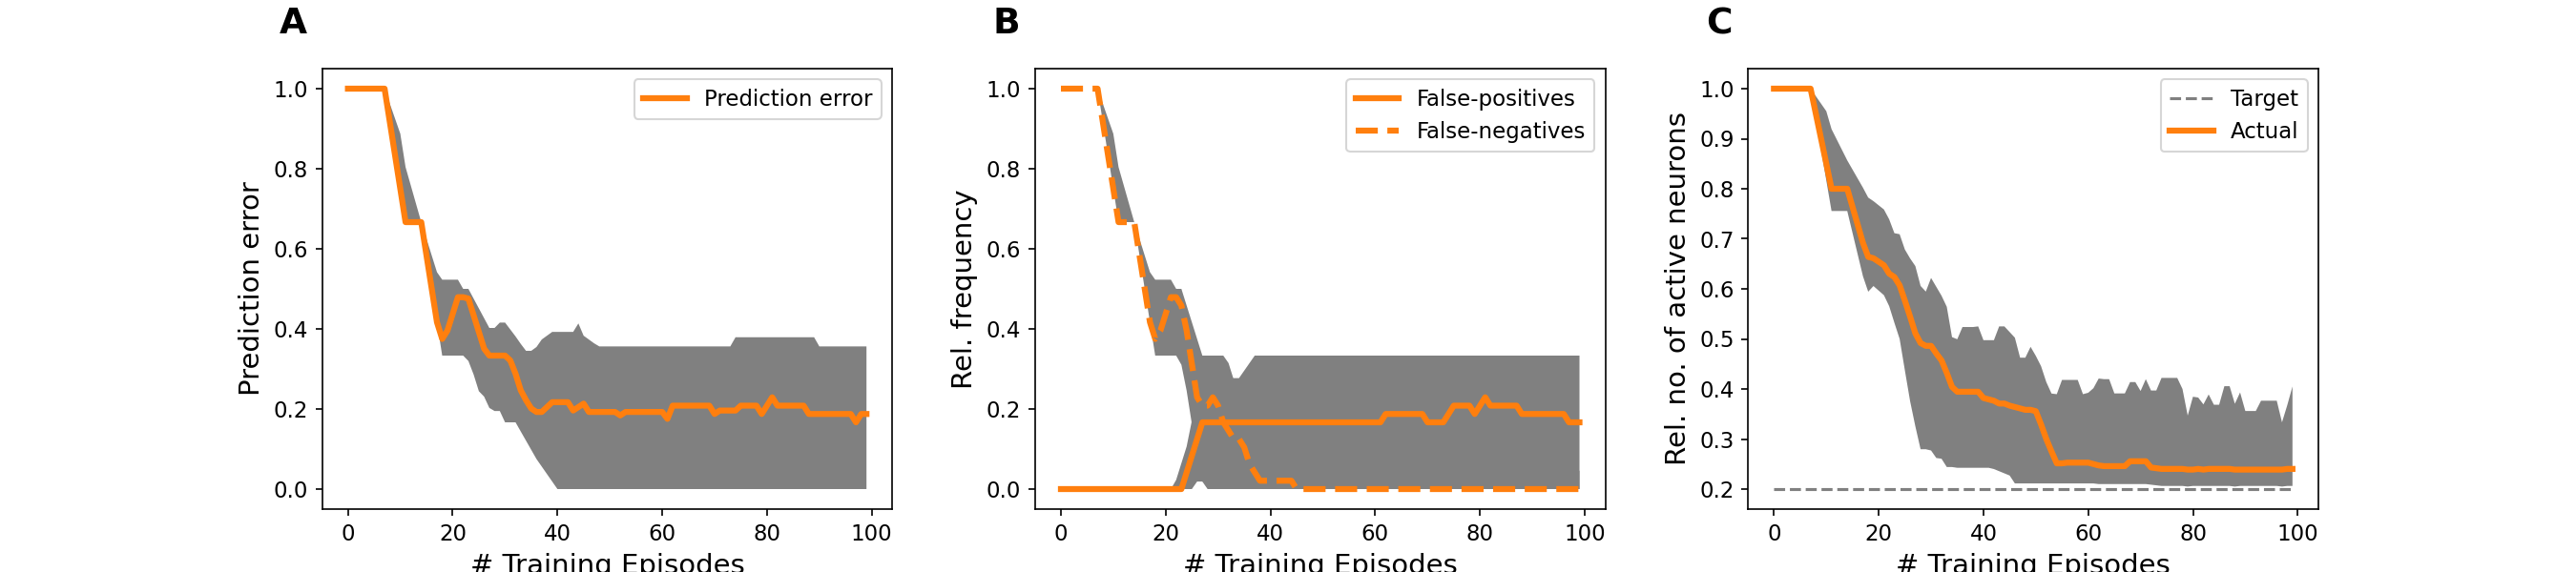 A
B
C
Prediction error
1.0
0.8
0.6
0.4
0.2
0.0
0
20
40
60
80
100
Prediction error
# Training Episodes
False-positives
False-negatives
1.0
0.8
0.6
0.4
0.2
0.0
0
20
40
60
80
100
Rel. frequency
# Training Episodes
Target
Actual
1.0
0.9
0.8
0.7
0.6
0.5
0.4
0.3
0.2
0
20
40
60
80
100
Rel. no. of active neurons
# Training Episodes